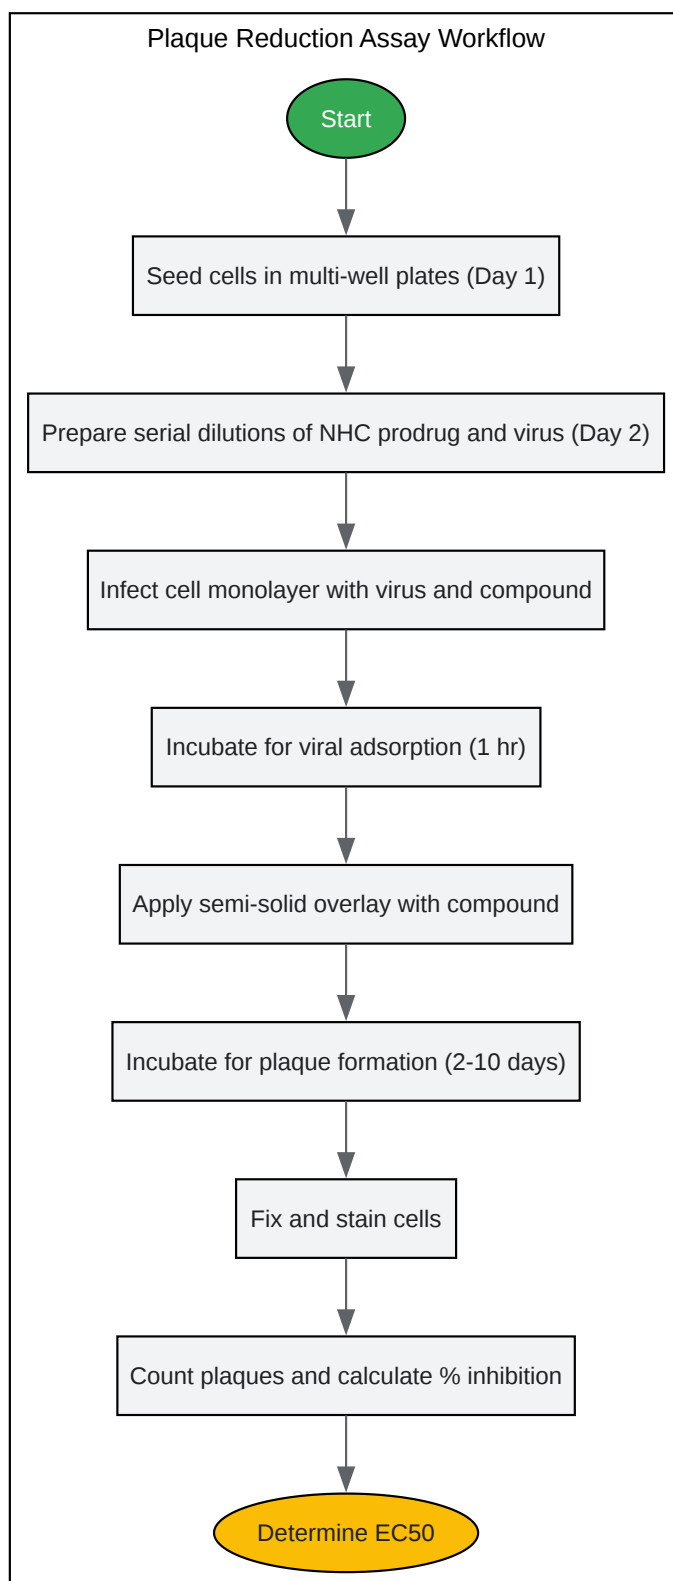 Plaque Reduction Assay Workflow
Start
Seed cells in multi-well plates (Day 1)
Prepare serial dilutions of NHC prodrug and virus (Day 2)
Infect cell monolayer with virus and compound
Incubate for viral adsorption (1 hr)
Apply semi-solid overlay with compound
Incubate for plaque formation (2-10 days)
Fix and stain cells
Count plaques and calculate % inhibition
Determine EC50